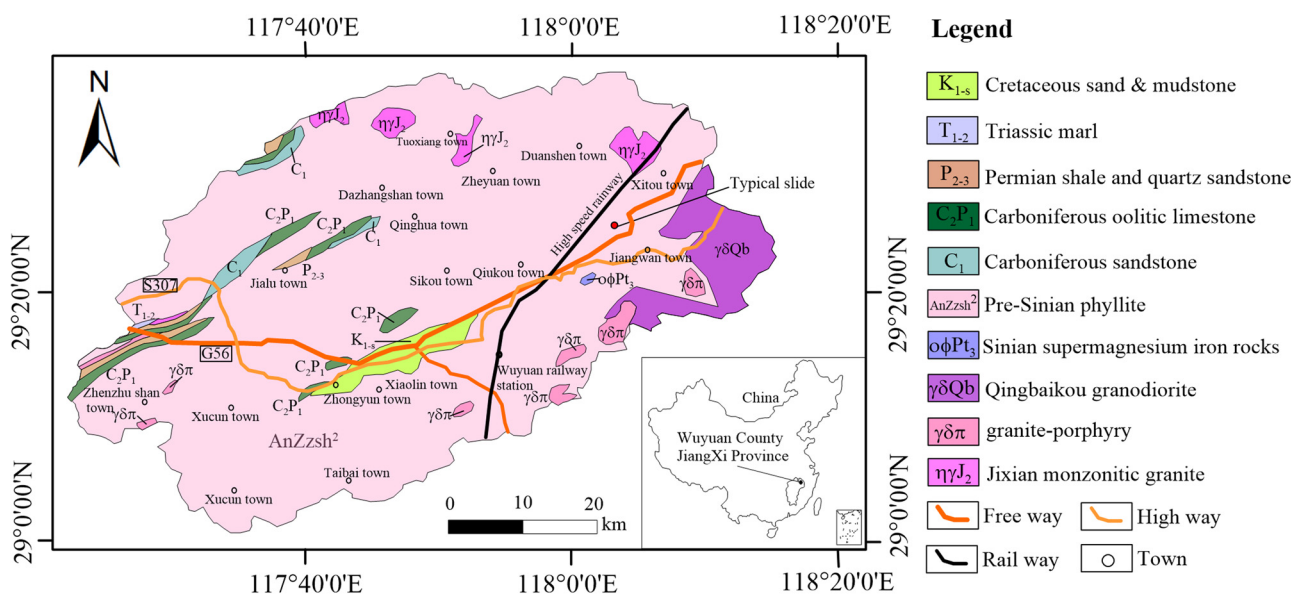 117°40'0"E
118°0'0"E
118°20'0"E
N
ηγJ2
ηγJ2
Tuoxiang town
ηγJ2
Duanshen town
ηγJ2
C1
Zheyuan town
Xitou town
Typical slide
Dazhangshan town
High speed rainway
C2P1
C2P1
Qinghua town
C1
Jiangwan town
γδQb
C1
P2-3
Jialu town
Sikou town
Qiukou town
οϕPt3
γδπ
S307
T1-2
C2P1
K1-s
γδπ
G56
γδπ
C2P1
Wuyuan railway
station
C2P1
γδπ
Xiaolin town
Zhenzhu shan
town
Zhongyun town
γδπ
C2P1
γδπ
Xucun town
γδπ
AnZzsh2
Taibai town
Xucun town
0 10 20
km
China
Wuyuan County
JiangXi Province
29°20'0"N
29°0'0"N
29°20'0"N
29°0'0"N
117°40'0"E
118°0'0"E
118°20'0"E
Legend
K1-s Cretaceous sand & mudstone
T1-2 Triassic marl
P2-3 Permian shale and quartz sandstone
C2P1 Carboniferous oolitic limestone
C1 Carboniferous sandstone
AnZzsh2 Pre-Sinian phyllite
οϕPt3 Sinian supermagnesium iron rocks
γδQb Qingbaikou granodiorite
γδπ granite-porphyry
ηγJ2 Jixian monzonitic granite
Free way High way
Rail way Town